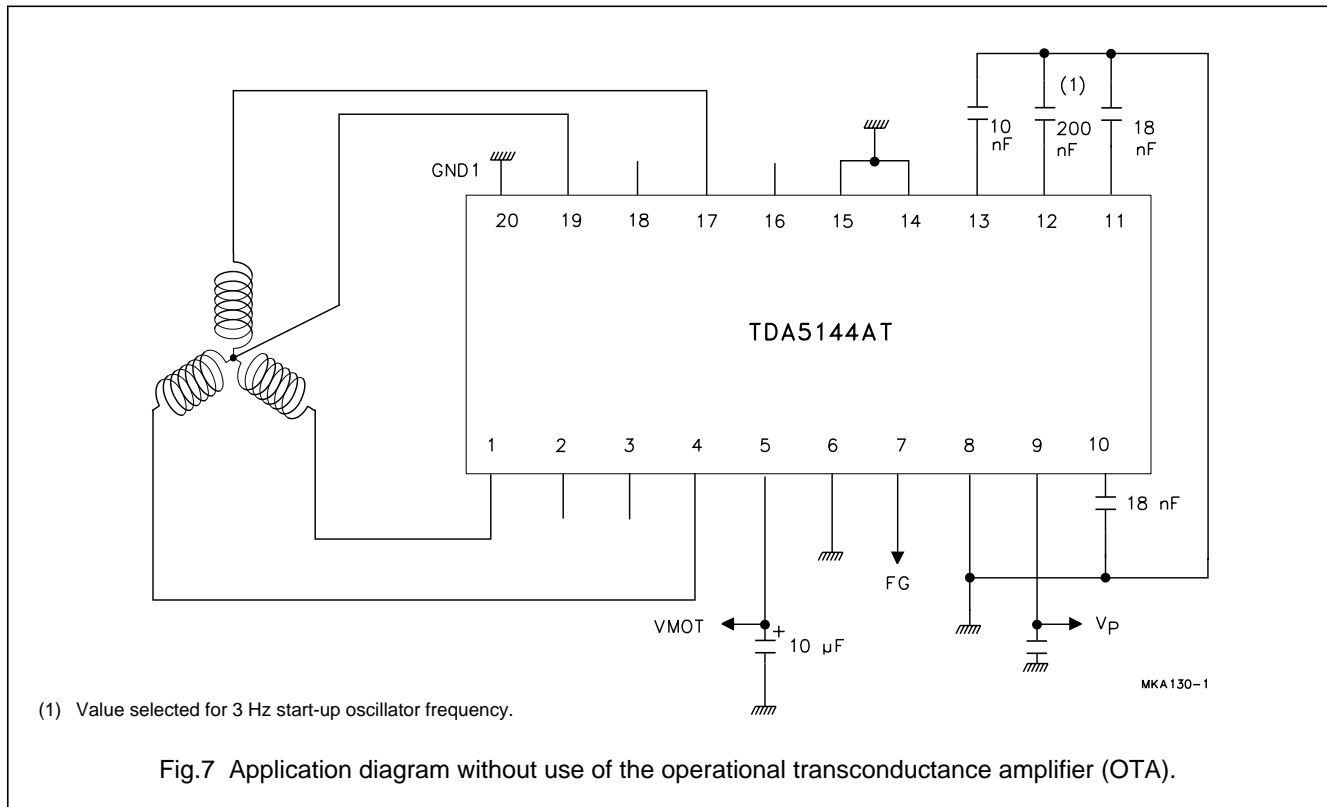 (1)
10 nF
200 nF
18 nF
GND1
20 19 18 17 16 15 14 13 12 11
TDA5144AT
1 2 3 4 5 6 7 8 9 10
18 nF
FG
VMOT
+
10 µF
VP
MKA130-1
(1) Value selected for 3 Hz start-up oscillator frequency.
Fig.7 Application diagram without use of the operational transconductance amplifier (OTA).